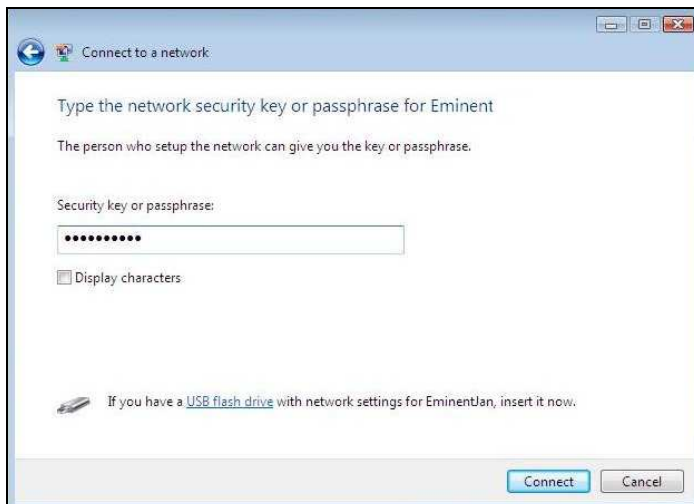 Connect to a network
Type the network security key or passphrase for Eminent
The person who setup the network can give you the key or passphrase.
Security key or passphrase:
••••••••••
Display characters
If you have a USB flash drive with network settings for EminentJan, insert it now.
Connect Cancel